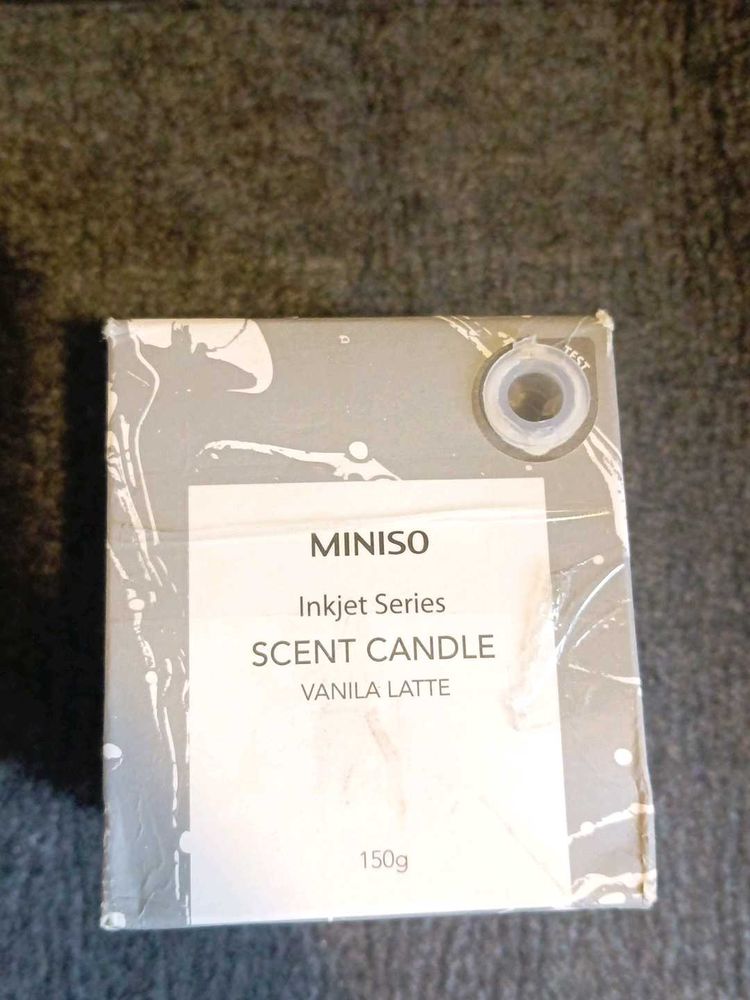 TEST
MINISO
Inkjet Series
SCENT CANDLE
VANILA LATTE
150g